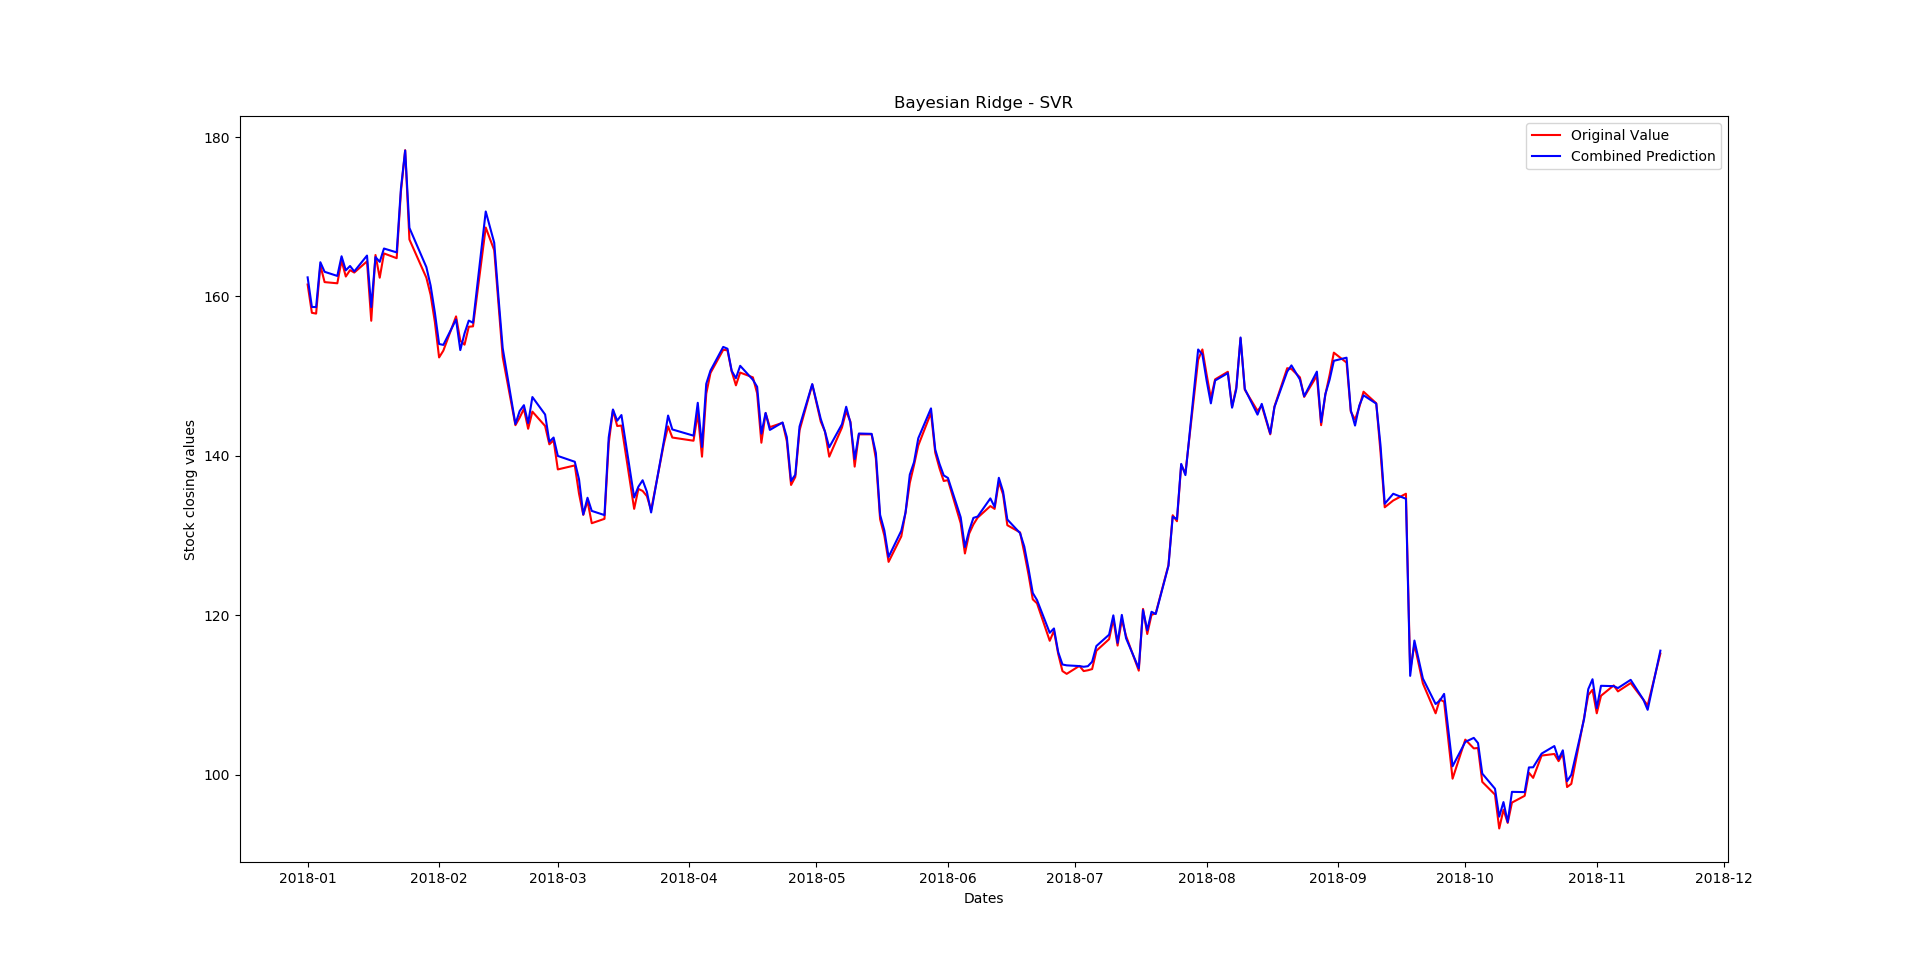 Bayesian Ridge - SVR
Original Value
Combined Prediction
180
160
140
120
100
Stock closing values
2018-01 2018-02 2018-03 2018-04 2018-05 2018-06 2018-07 2018-08 2018-09 2018-10 2018-11 2018-12
Dates